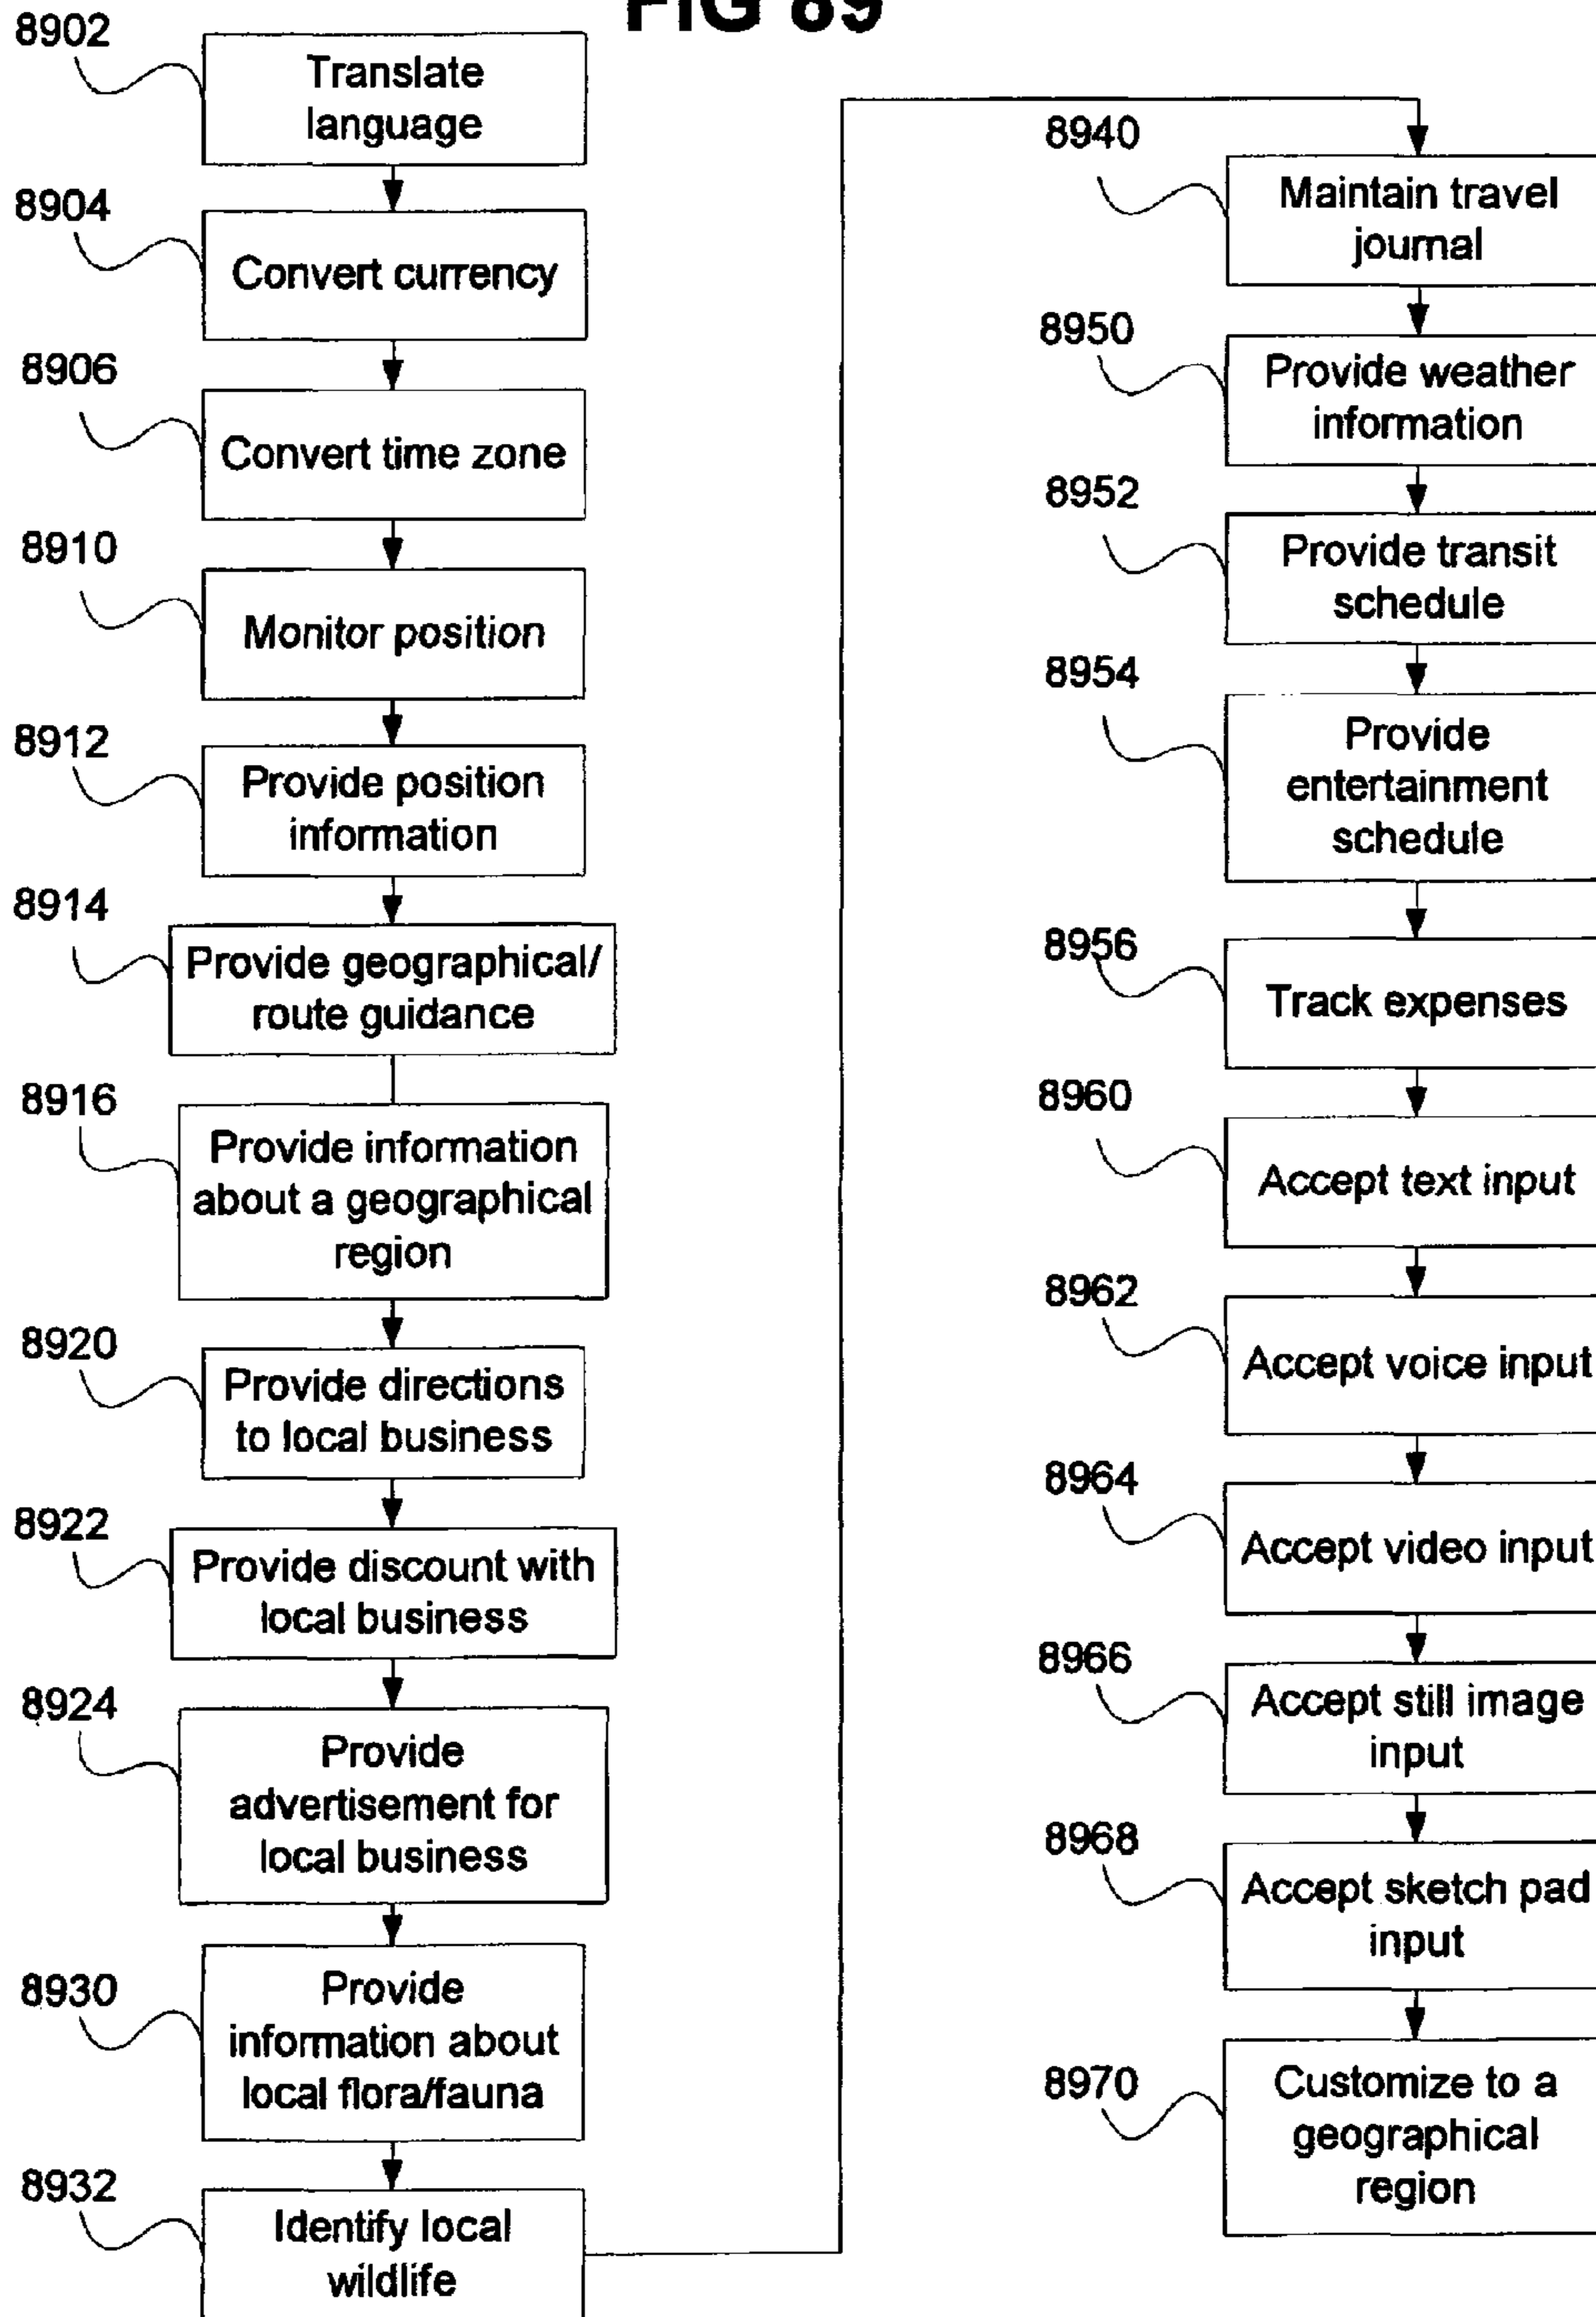 FIG 89
8902
Translate
language
8904
Convert currency
8906
Convert time zone
8910
Monitor position
8912
Provide position
information
8914
Provide geographical/
route guidance
8916
Provide information
about a geographical
region
8920
Provide directions
to local business
8922
Provide discount with
local business
8924
Provide
advertisement for
local business
8930
Provide
information about
local flora/fauna
8932
Identify local
wildlife
8940
Maintain travel
journal
8950
Provide weather
information
8952
Provide transit
schedule
8954
Provide
entertainment
schedule
8956
Track expenses
8960
Accept text input
8962
Accept voice input
8964
Accept video input
8966
Accept still image
input
8968
Accept sketch pad
input
8970
Customize to a
geographical
region